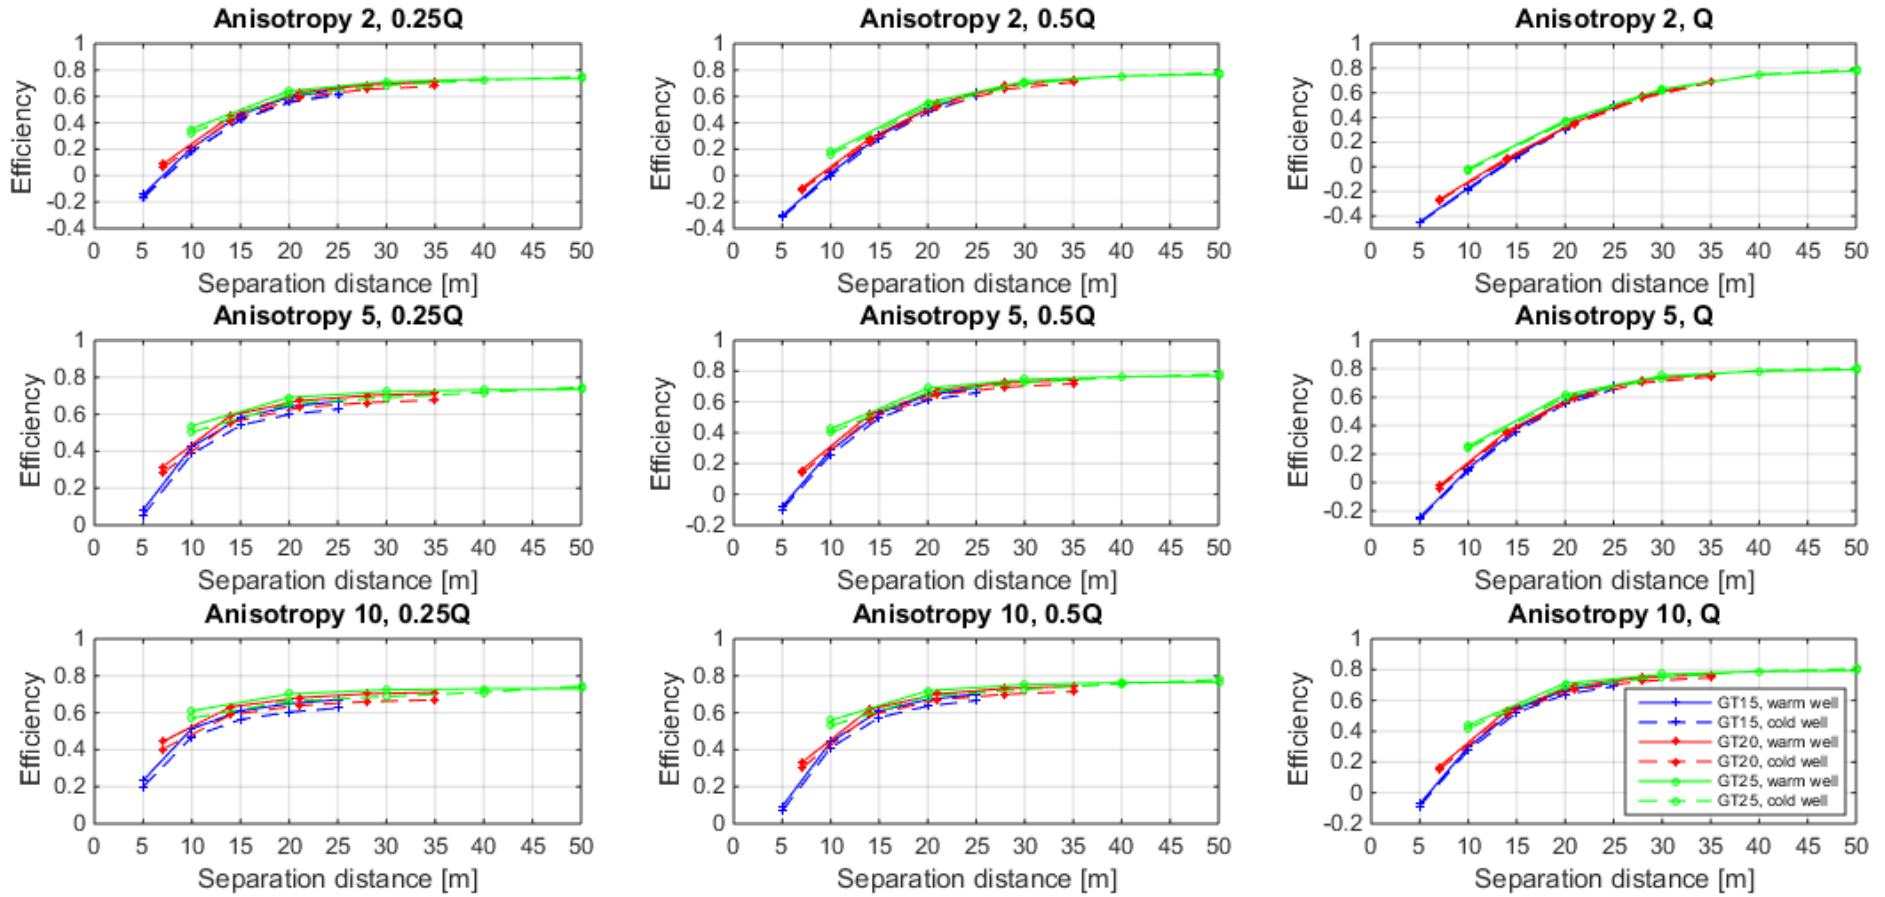 Anisotropy 2, 0.25Q
Efficiency
1
0.8
0.6
0.4
0.2
0
-0.2
-0.4
0 5 10 15 20 25 30 35 40 45 50
Separation distance [m]
Anisotropy 2, 0.5Q
Efficiency
1
0.8
0.6
0.4
0.2
0
-0.2
-0.4
0 5 10 15 20 25 30 35 40 45 50
Separation distance [m]
Anisotropy 2, Q
Efficiency
1
0.8
0.6
0.4
0.2
0
-0.2
-0.4
0 5 10 15 20 25 30 35 40 45 50
Separation distance [m]
Anisotropy 5, 0.25Q
Efficiency
1
0.8
0.6
0.4
0.2
0
0 5 10 15 20 25 30 35 40 45 50
Separation distance [m]
Anisotropy 5, 0.5Q
Efficiency
1
0.8
0.6
0.4
0.2
0
-0.2
0 5 10 15 20 25 30 35 40 45 50
Separation distance [m]
Anisotropy 5, Q
Efficiency
1
0.8
0.6
0.4
0.2
0
-0.2
0 5 10 15 20 25 30 35 40 45 50
Separation distance [m]
Anisotropy 10, 0.25Q
Efficiency
1
0.8
0.6
0.4
0.2
0
0 5 10 15 20 25 30 35 40 45 50
Separation distance [m]
Anisotropy 10, 0.5Q
Efficiency
1
0.8
0.6
0.4
0.2
0
0 5 10 15 20 25 30 35 40 45 50
Separation distance [m]
Anisotropy 10, Q
Efficiency
1
0.8
0.6
0.4
0.2
0
-0.2
0 5 10 15 20 25 30 35 40 45 50
Separation distance [m]
GT15, warm well
GT15, cold well
GT20, warm well
GT20, cold well
GT25, warm well
GT25, cold well